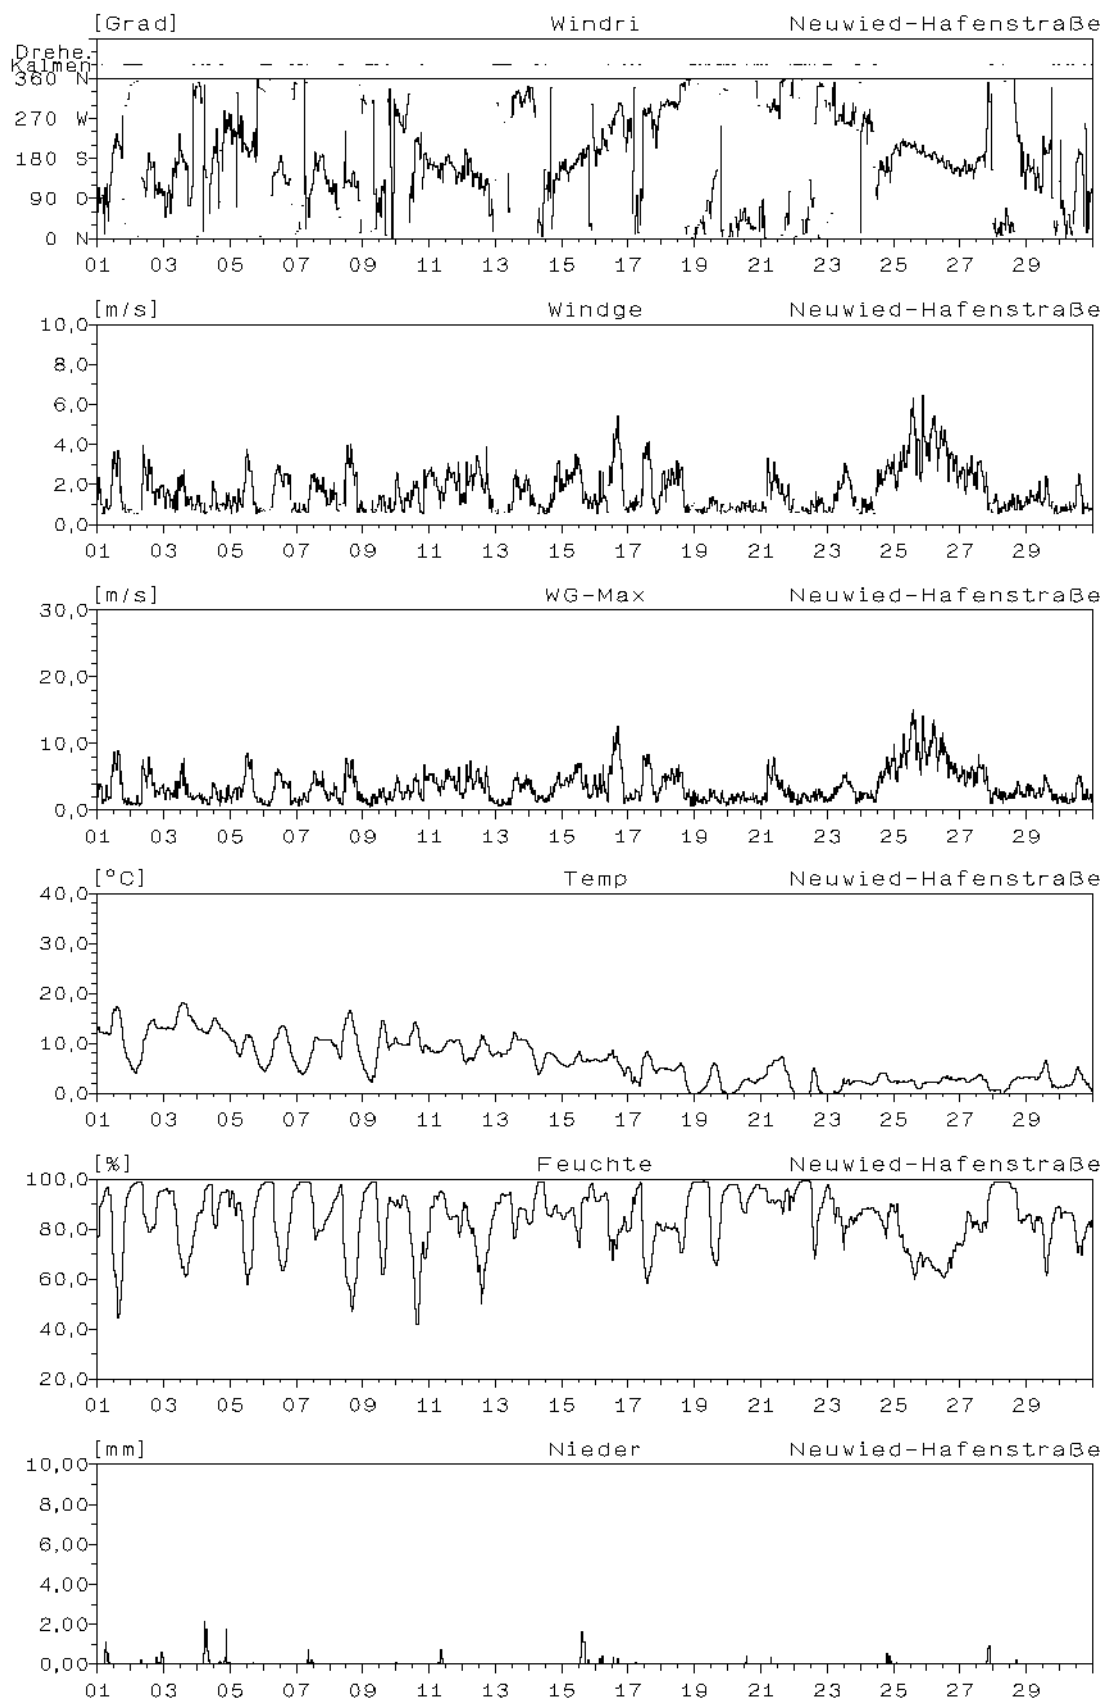 [Grad] Windri Neuwied-Hafenstraße
Drehe.
Kalmen
360 N
270 W
180 S
90 O
0 N
01 03 05 07 09 11 13 15 17 19 21 23 25 27 29
[m/s] Windge Neuwied-Hafenstraße
10,0
8,0
6,0
4,0
2,0
0,0
01 03 05 07 09 11 13 15 17 19 21 23 25 27 29
[m/s] WG-Max Neuwied-Hafenstraße
30,0
20,0
10,0
0,0
01 03 05 07 09 11 13 15 17 19 21 23 25 27 29
[°C] Temp Neuwied-Hafenstraße
40,0
30,0
20,0
10,0
0,0
01 03 05 07 09 11 13 15 17 19 21 23 25 27 29
[%] Feuchte Neuwied-Hafenstraße
100,0
80,0
60,0
40,0
20,0
01 03 05 07 09 11 13 15 17 19 21 23 25 27 29
[mm] Nieder Neuwied-Hafenstraße
10,00
8,00
6,00
4,00
2,00
0,00
01 03 05 07 09 11 13 15 17 19 21 23 25 27 29